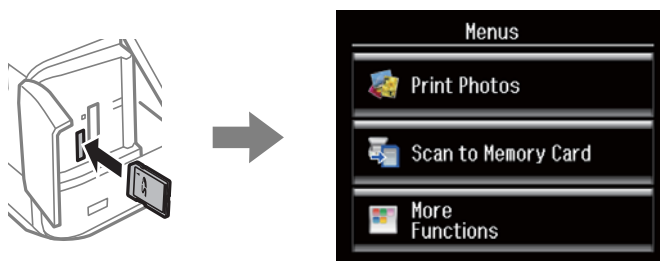 Menus
Print Photos
Scan to Memory Card
More
Functions